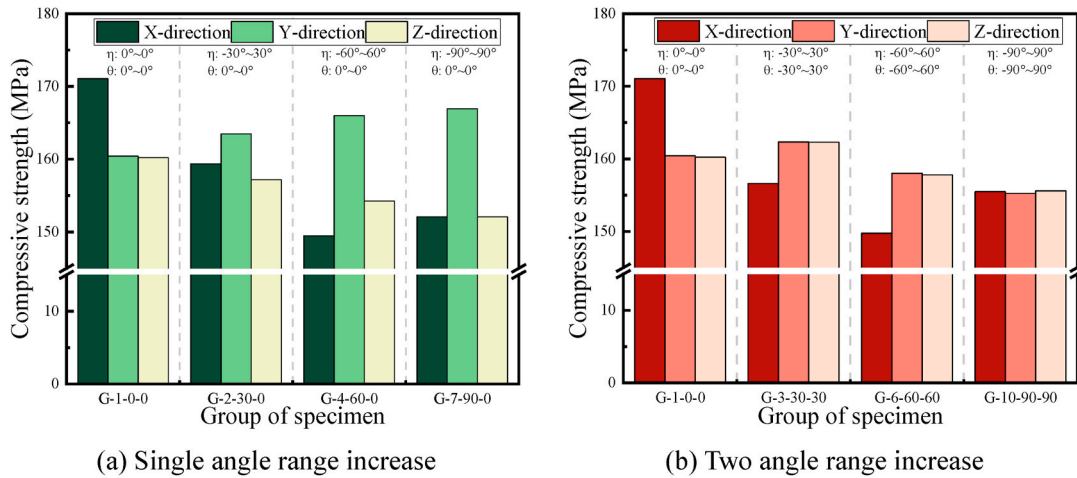 X-direction Y-direction Z-direction
η: 0°~0° -30°~30° η: -60°~60° η: -90°~90°
θ: 0°~0° θ: 0°~0° θ: 0°~0° θ: 0°~0°
180
170
160
150
10
0
Compressive strength (MPa)
G-1-0-0 G-2-30-0 G-4-60-0 G-7-90-0
Group of specimen
(a) Single angle range increase
X-direction Y-direction Z-direction
η: 0°~0° η: -30°~30° η: -60°~60° η: -90°~90°
θ: 0°~0° θ: -30°~30° θ: -60°~60° θ: -90°~90°
180
170
160
150
10
0
Compressive strength (MPa)
G-1-0-0 G-3-30-30 G-6-60-60 G-10-90-90
Group of specimen
(b) Two angle range increase